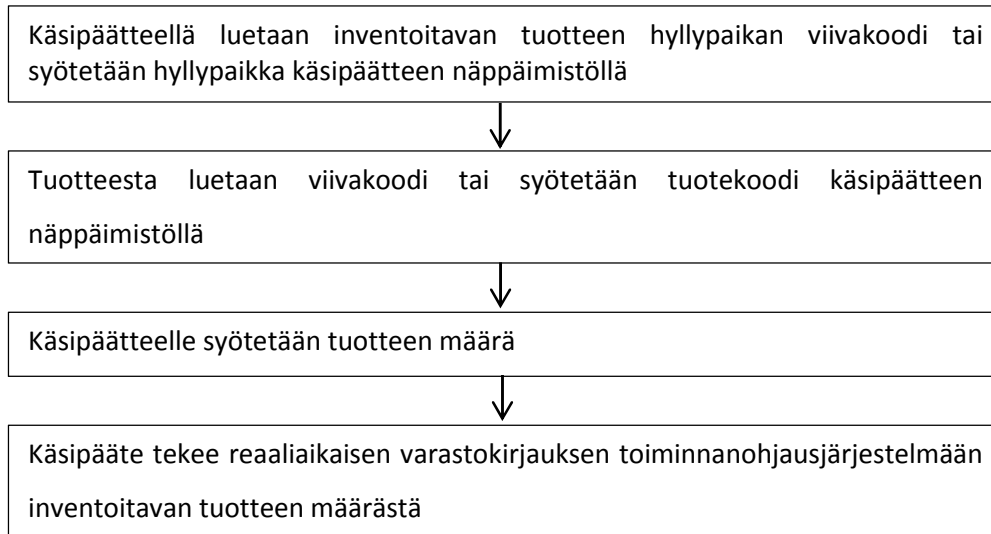 Käsipäätteellä luetaan inventoitavan tuotteen hyllypaikan viivakoodi tai
syötetään hyllypaikka käsipäätteen näppäimistöllä
Tuotteesta luetaan viivakoodi tai syötetään tuotekoodi käsipäätteen
näppäimistöllä
Käsipäätteelle syötetään tuotteen määrä
Käsipääte tekee reaaliaikaisen varastokirjauksen toiminnanohjausjärjestelmään
inventoitavan tuotteen määrästä